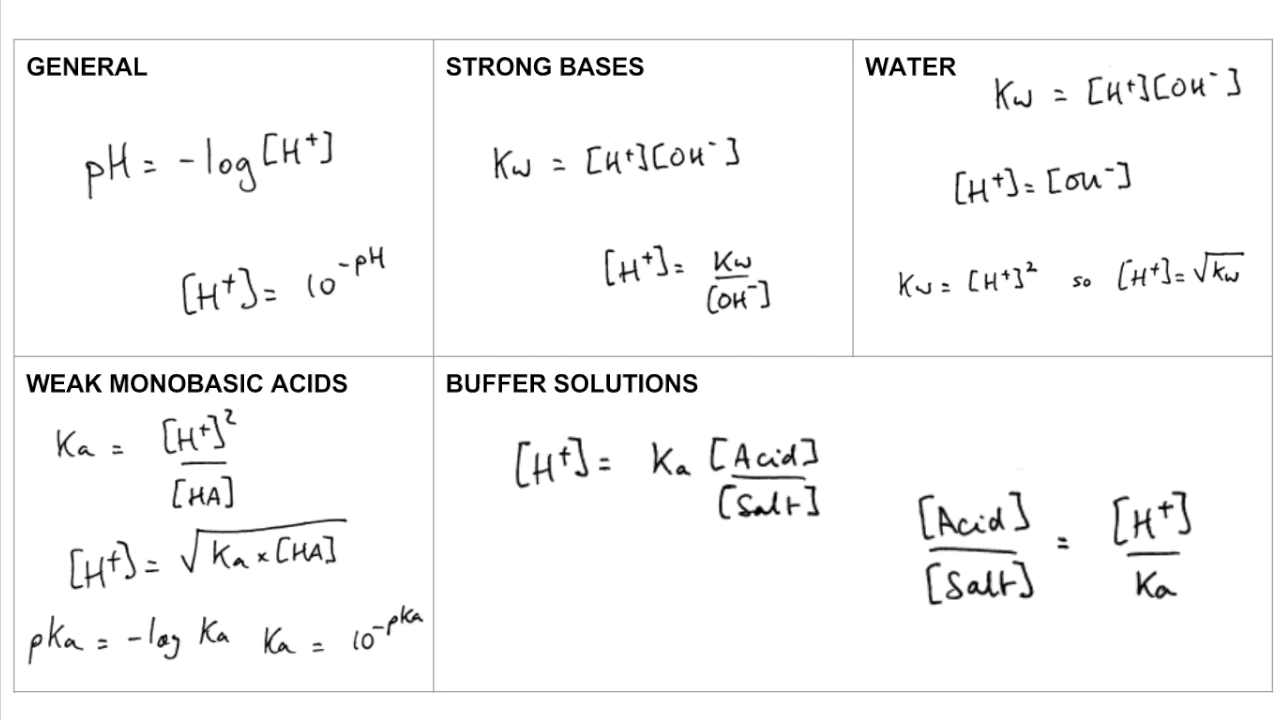 GENERAL
pH = -log[H⁺]
[H⁺] = 10^-pH
STRONG BASES
Kw = [H⁺][OH⁻]
[H⁺] = Kw
[OH⁻]
WATER
Kw = [H⁺][OH⁻]
[H⁺] = [OH⁻]
Kw = [H⁺]² so [H⁺] = √Kw
WEAK MONOBASIC ACIDS
Ka = [H⁺]²
[HA]
[H⁺] = √Ka × [HA]
pKa = -log Ka Ka = 10^-pKa
BUFFER SOLUTIONS
[H⁺] = Ka [Acid]
[Salt]
[Acid] = [H⁺]
[Salt] Ka